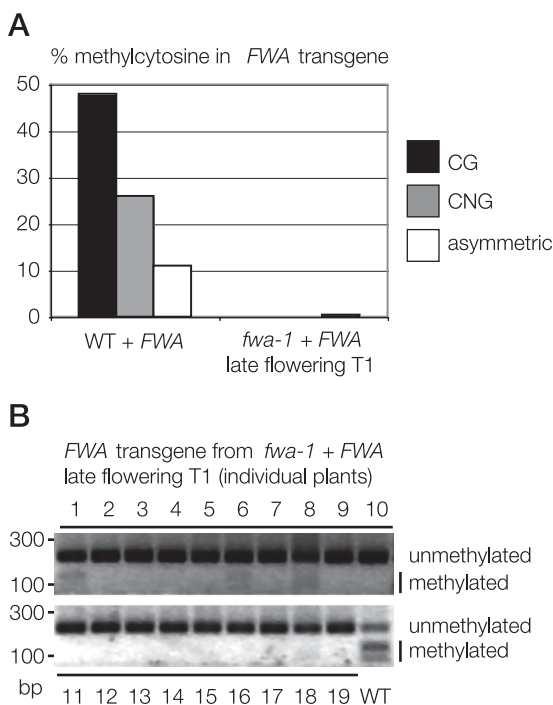 A
% methylcytosine in FWA transgene
50
40
30
20
10
0
CG
CNG
asymmetric
WT + FWA
fwa-1 + FWA
late flowering T1
B
FWA transgene from fwa-1 + FWA
late flowering T1 (individual plants)
1 2 3 4 5 6 7 8 9 10
300
unmethylated
100
methylated
300
unmethylated
100
methylated
bp
11 12 13 14 15 16 17 18 19 WT